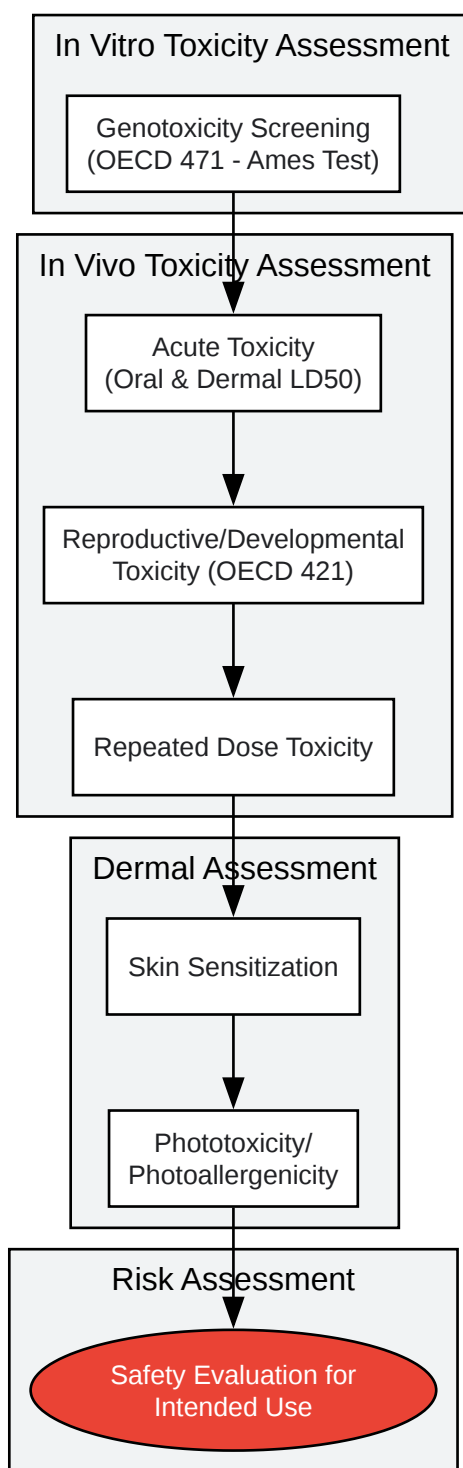 In Vitro Toxicity Assessment
Genotoxicity Screening
(OECD 471 - Ames Test)
In Vivo Toxicity Assessment
Acute Toxicity
(Oral & Dermal LD50)
Reproductive/Developmental
Toxicity (OECD 421)
Repeated Dose Toxicity
Dermal Assessment
Skin Sensitization
Phototoxicity/
Photoallergenicity
Risk Assessment
Safety Evaluation for
Intended Use